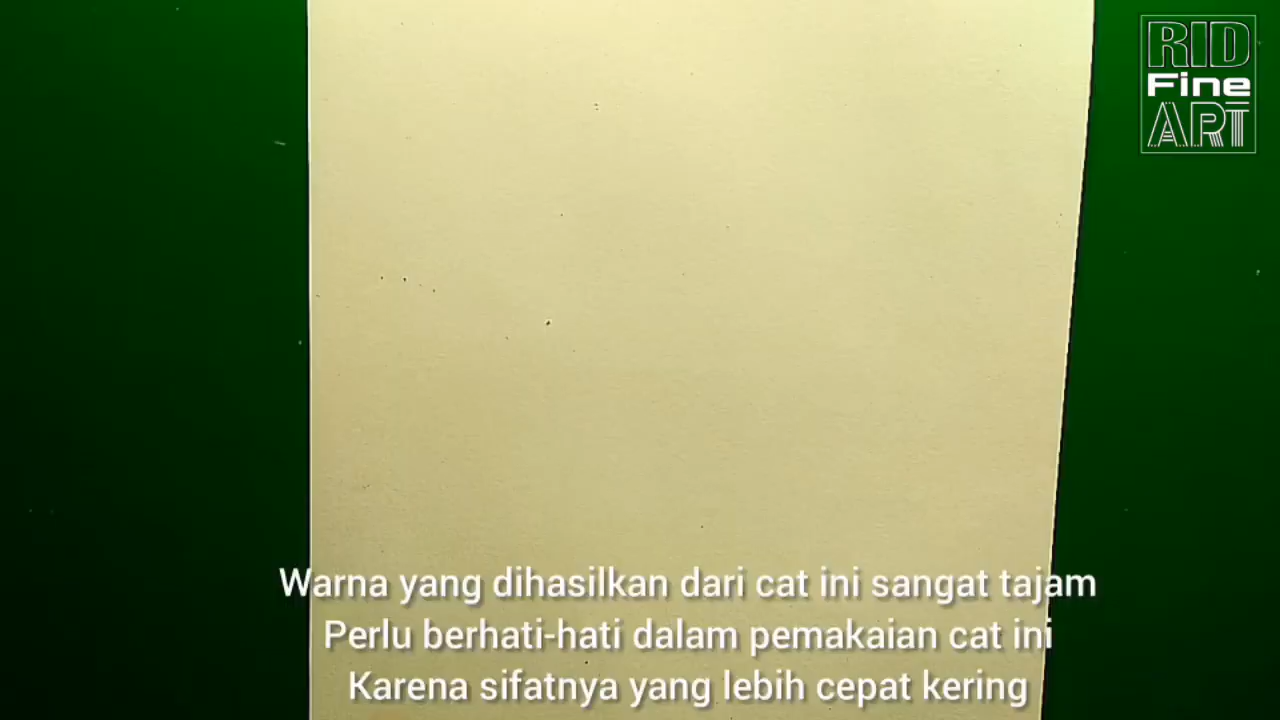 RID
Fine
ART
Warna yang dihasilkan dari cat ini sangat tajam
Perlu berhati-hati dalam pemakaian cat ini
Karena sifatnya yang lebih cepat kering